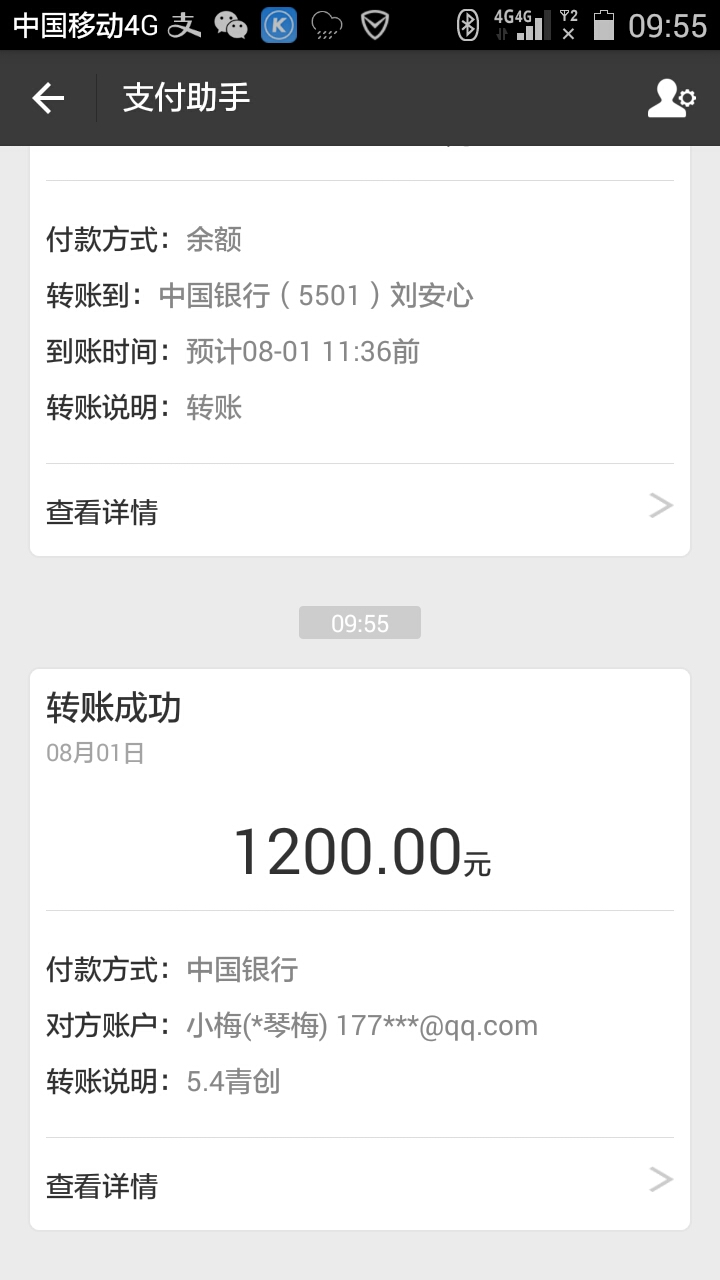 中国移动4G 4G4G 2 09:55
支付助手
付款方式：余额
转账到：中国银行（5501）刘安心
到账时间：预计08-01 11:36前
转账说明：转账
查看详情
09:55
转账成功
08月01日
1200.00元
付款方式：中国银行
对方账户：小梅(*琴梅) 177***@qq.com
转账说明：5.4青创
查看详情